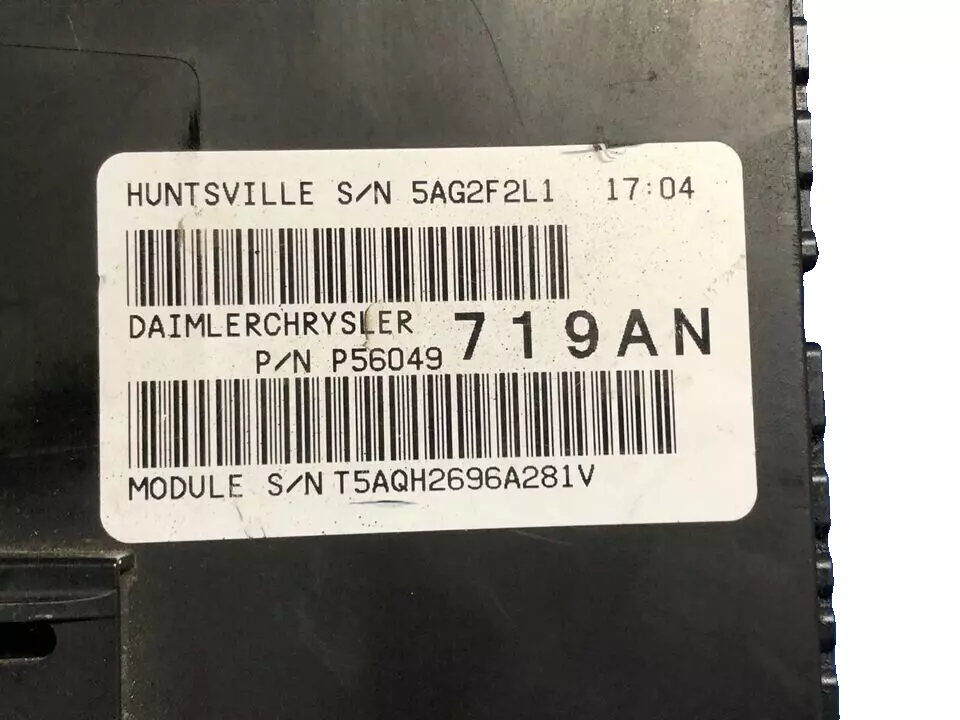 HUNTSVILLE S/N 5AG2F2L1 17:04
DAIMLERCHRYSLER
P/N P56049 719AN
MODULE S/N T5AQH2696A281V